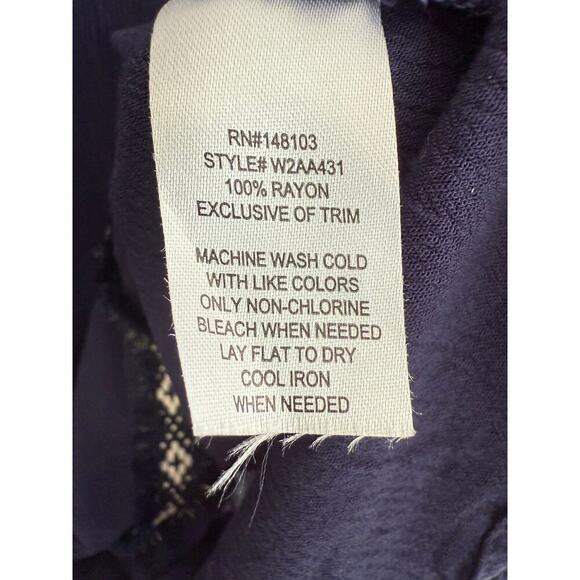 RN#148103
STYLE# W2AA431
100% RAYON
EXCLUSIVE OF TRIM
MACHINE WASH COLD
WITH LIKE COLORS
ONLY NON-CHLORINE
BLEACH WHEN NEEDED
LAY FLAT TO DRY
COOL IRON
WHEN NEEDED